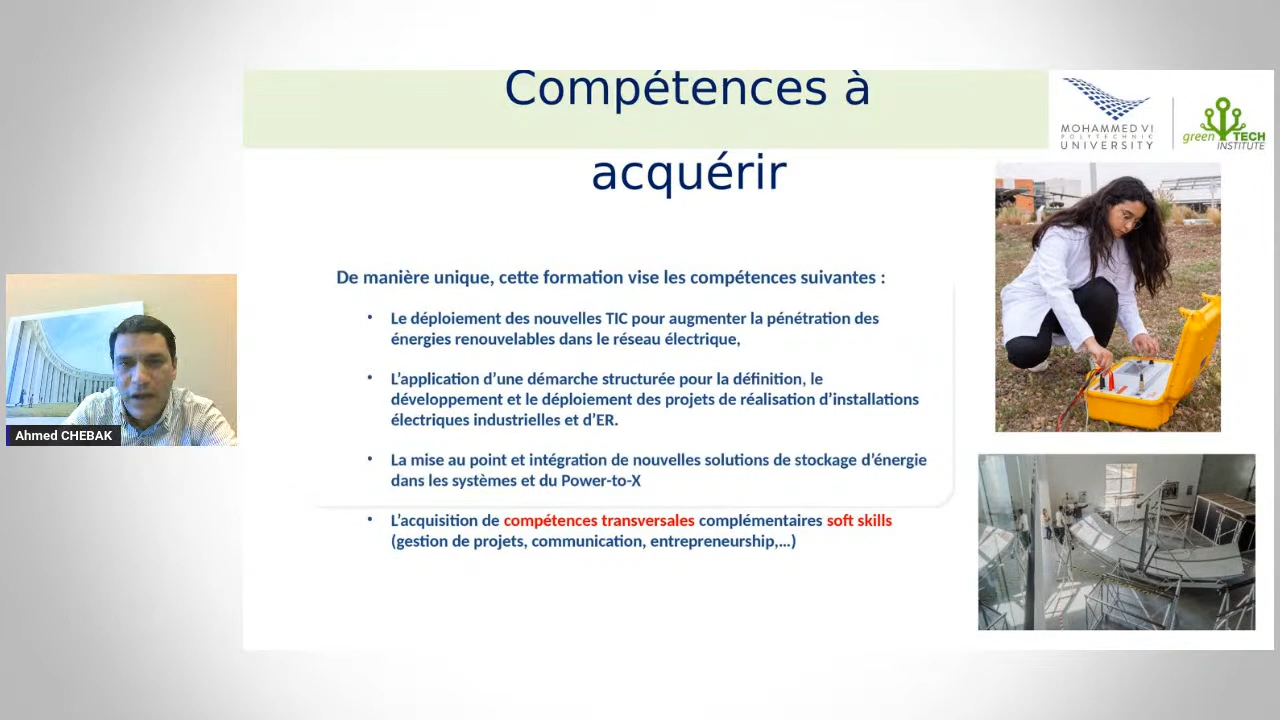 Compétences à
acquérir
MOHAMMED VI
POLYTECHNIC
UNIVERSITY
green TECH
INSTITUTE
De manière unique, cette formation vise les compétences suivantes :
• Le déploiement des nouvelles TIC pour augmenter la pénétration des
énergies renouvelables dans le réseau électrique,
• L’application d’une démarche structurée pour la définition, le
développement et le déploiement des projets de réalisation d’installations
électriques industrielles et d’ER.
• La mise au point et intégration de nouvelles solutions de stockage d’énergie
dans les systèmes et du Power-to-X
• L’acquisition de compétences transversales complémentaires soft skills
(gestion de projets, communication, entrepreneurship,...)
Ahmed CHEBAK